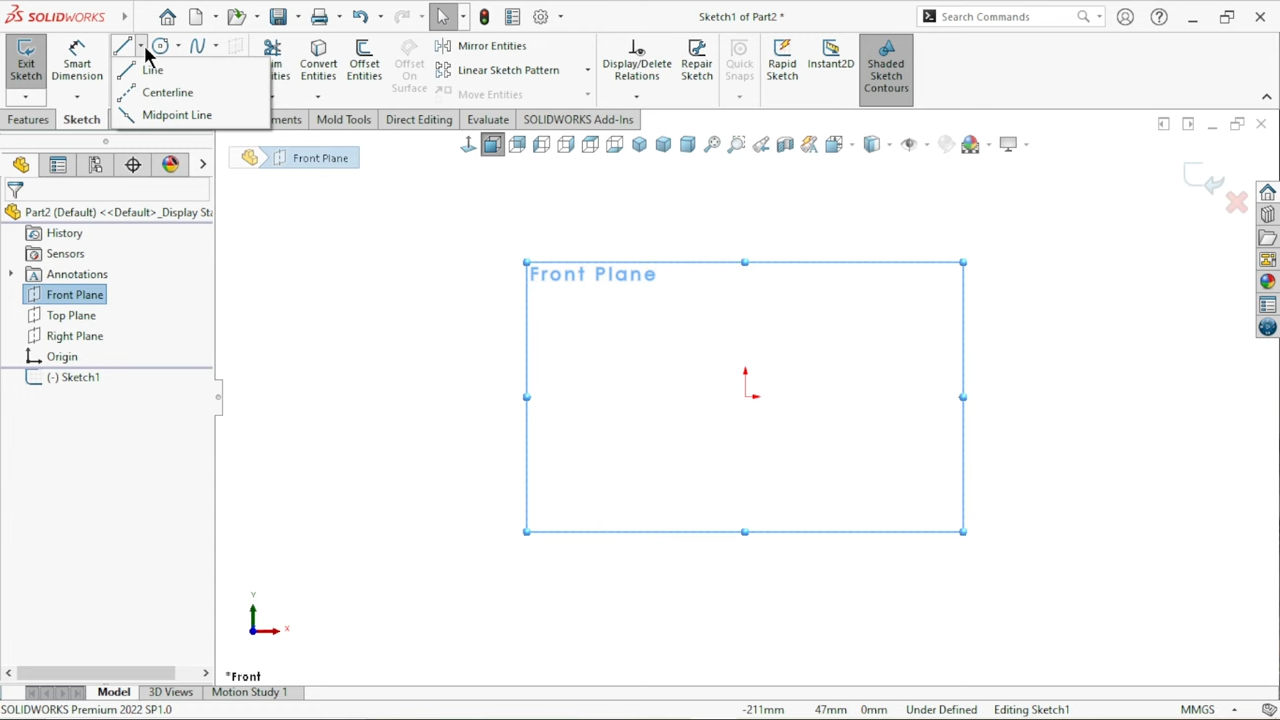 SOLIDWORKS
Sketch1 of Part2 *
Search Commands
Exit Sketch
Smart Dimension
Line
Centerline
Midpoint Line
Convert Entities
Offset Entities
Offset On Surface
Mirror Entities
Linear Sketch Pattern
Move Entities
Display/Delete Relations
Repair Sketch
Quick Snaps
Rapid Sketch
Instant2D
Shaded Sketch Contours
Features
Sketch
Mold Tools
Direct Editing
Evaluate
SOLIDWORKS Add-Ins
Front Plane
Part2 (Default) <<Default>_Display Sta
History
Sensors
Annotations
Front Plane
Top Plane
Right Plane
Origin
(-) Sketch1
Front Plane
Y
X
*Front
Model
3D Views
Motion Study 1
SOLIDWORKS Premium 2022 SP1.0
-211mm
47mm
0mm
Under Defined
Editing Sketch1
MMGS